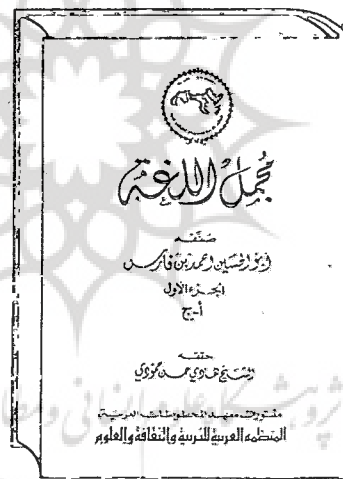 مجمل اللغة
صنفه
أبو الحسين احمد بن فارس
الجزء الأول
أ-ج
حققه
الشيخ هادي حسن حمودي
منشورات معهد المخطوطات العربية
المنظمة العربية للتربية والثقافة والعلوم